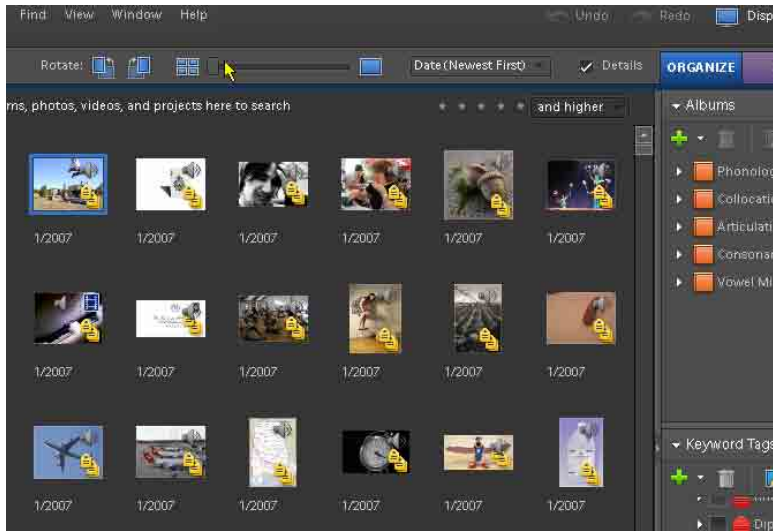 Find View Window Help Undo Redo Disp
Rotate: Date (Newest First) Details ORGANIZE
ms, photos, videos, and projects here to search and higher Albums
Phonolog
Collocatio
Articulati
Consonan
Vowel Mi
1/2007 1/2007 1/2007 1/2007 1/2007 1/2007
1/2007 1/2007 1/2007 1/2007 1/2007 1/2007
Keyword Tags
1/2007 1/2007 1/2007 1/2007 1/2007 1/2007
Dip